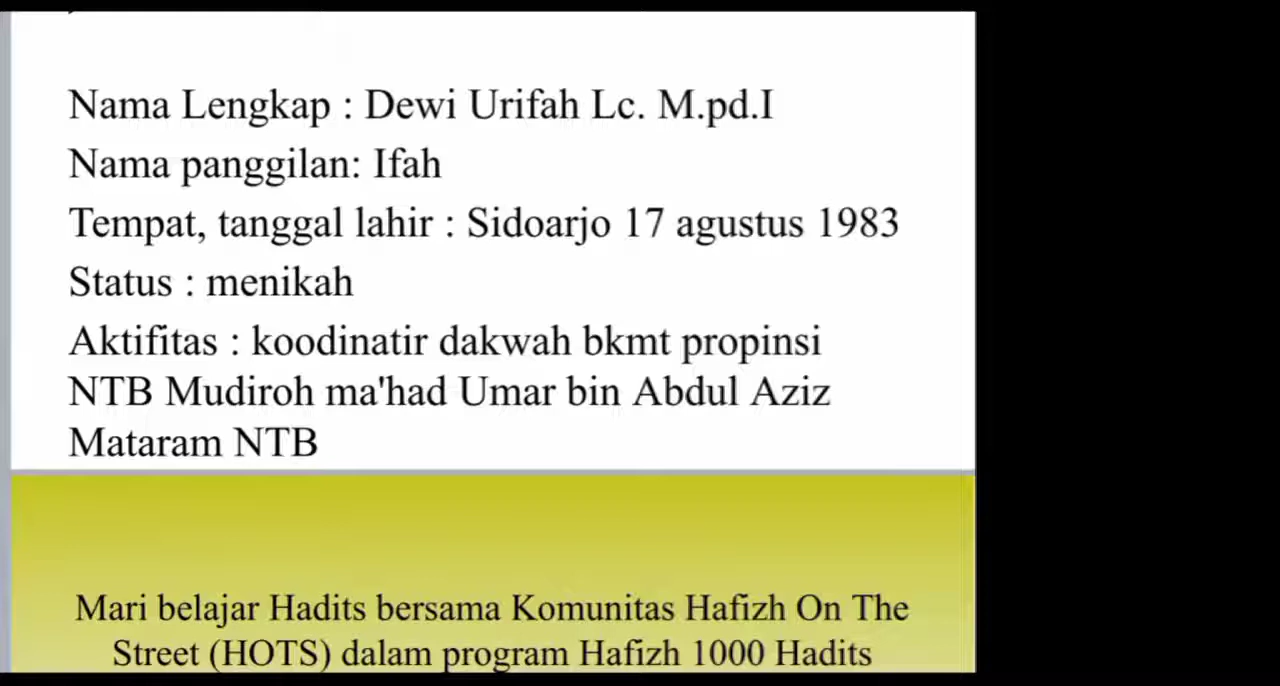 Nama Lengkap : Dewi Urifah Lc. M.pd.I
Nama panggilan: Ifah
Tempat, tanggal lahir : Sidoarjo 17 agustus 1983
Status : menikah
Aktifitas : koodinatir dakwah bkmt propinsi
NTB Mudiroh ma'had Umar bin Abdul Aziz
Mataram NTB
Mari belajar Hadits bersama Komunitas Hafizh On The
Street (HOTS) dalam program Hafizh 1000 Hadits